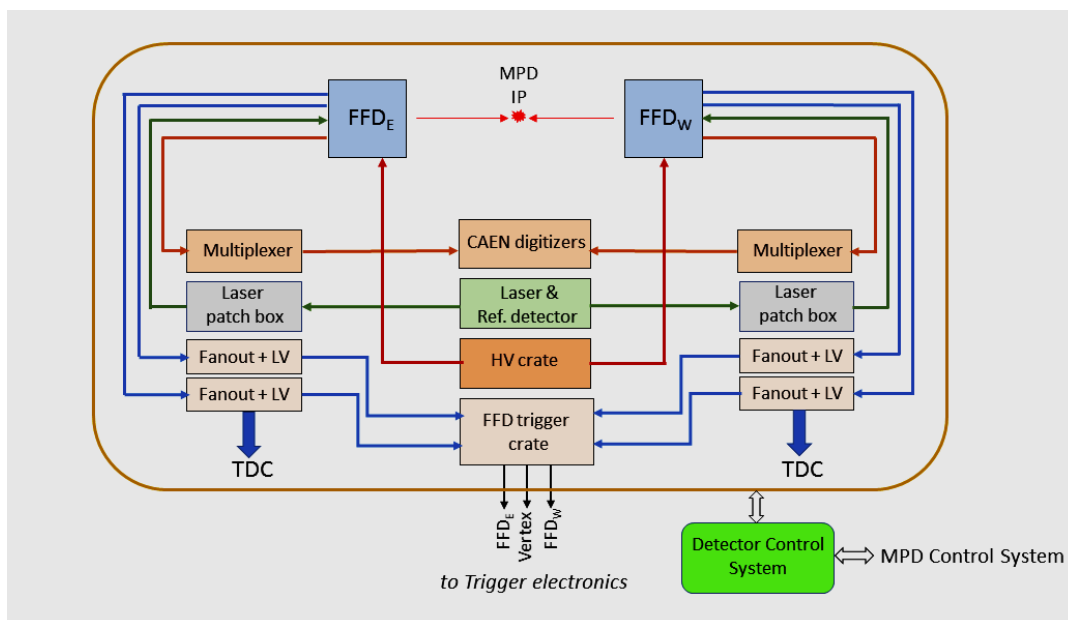 MPD
IP
FFD_E
FFD_W
Multiplexer
CAEN digitizers
Multiplexer
Laser
patch box
Laser &
Ref. detector
Laser
patch box
Fanout + LV
HV crate
Fanout + LV
Fanout + LV
FFD trigger
crate
Fanout + LV
TDC
TDC
FFD_E
Vertex
FFD_W
to Trigger electronics
Detector Control
System
MPD Control System